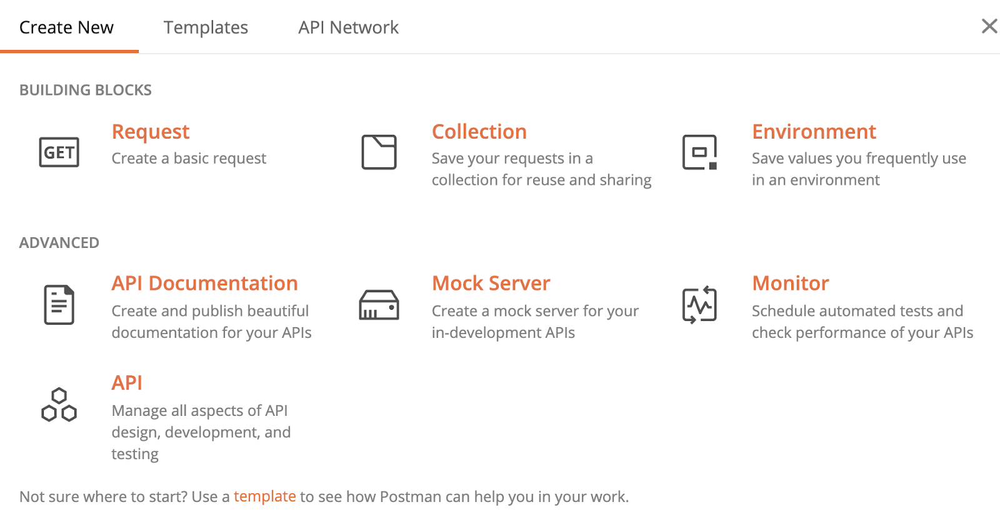 Create New
Templates
API Network
BUILDING BLOCKS
GET
Request
Create a basic request
Collection
Save your requests in a
collection for reuse and sharing
Environment
Save values you frequently use
in an environment
ADVANCED
API Documentation
Create and publish beautiful
documentation for your APIs
Mock Server
Create a mock server for your
in-development APIs
Monitor
Schedule automated tests and
check performance of your APIs
API
Manage all aspects of API
design, development, and
testing
Not sure where to start? Use a template to see how Postman can help you in your work.